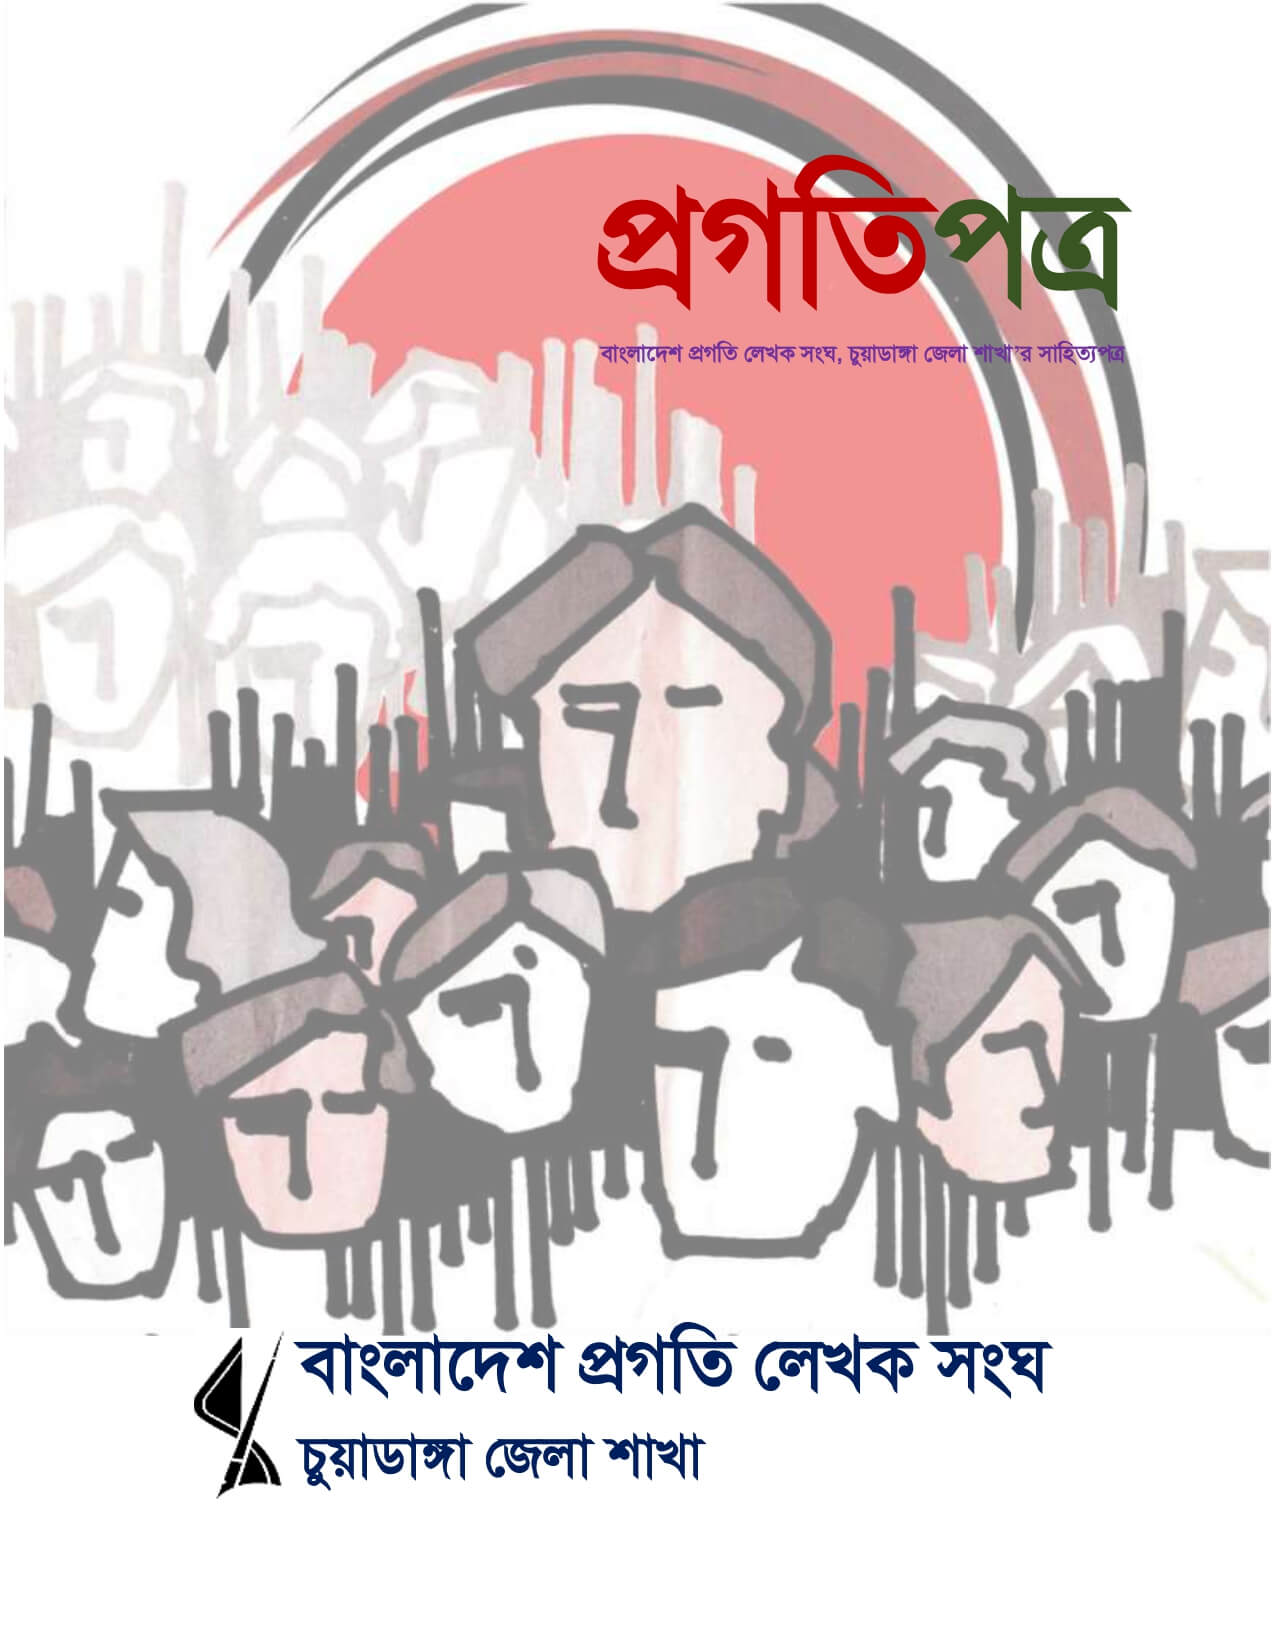 প্রগতিপত্র
বাংলাদেশ প্রগতি লেখক সংঘ, চুয়াডাঙ্গা জেলা শাখা’র সাহিত্যপত্র
বাংলাদেশ প্রগতি লেখক সংঘ
চুয়াডাঙ্গা জেলা শাখা